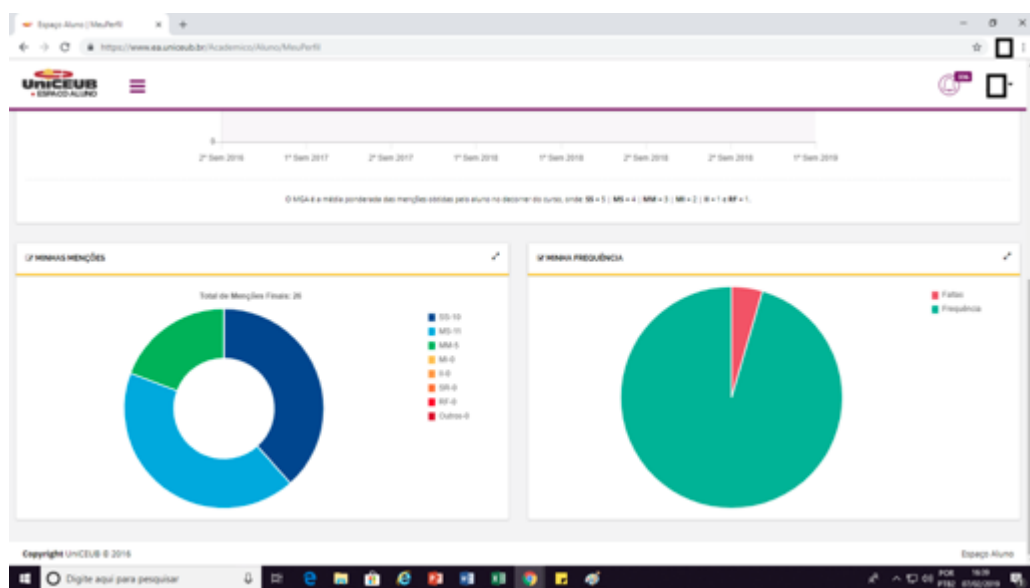 Espaço Aluno | MeuPerfil
https://www.ea.uniceub.br/Academico/Aluno/MeuPerfil
UniCEUB
ESPAÇO ALUNO
0
2º Sem 2016 1º Sem 2017 2º Sem 2017 1º Sem 2018 1º Sem 2018 2º Sem 2018 2º Sem 2018 1º Sem 2019
O MGA é a média ponderada das menções obtidas pelo aluno no decorrer do curso, onde SS = 5 | MS = 4 | MM = 3 | MI = 2 | II = 1 e RF = 1.
MINHAS MENÇÕES
Total de Menções Finais: 26
SS-10
MS-11
MM-5
MI-0
II-0
SR-0
RF-0
Outros-0
MINHA FREQUÊNCIA
Faltas
Frequência
Copyright UniCEUB © 2016
Espaço Aluno
Digite aqui para pesquisar
POR 16:39
PTB2 07/02/2019